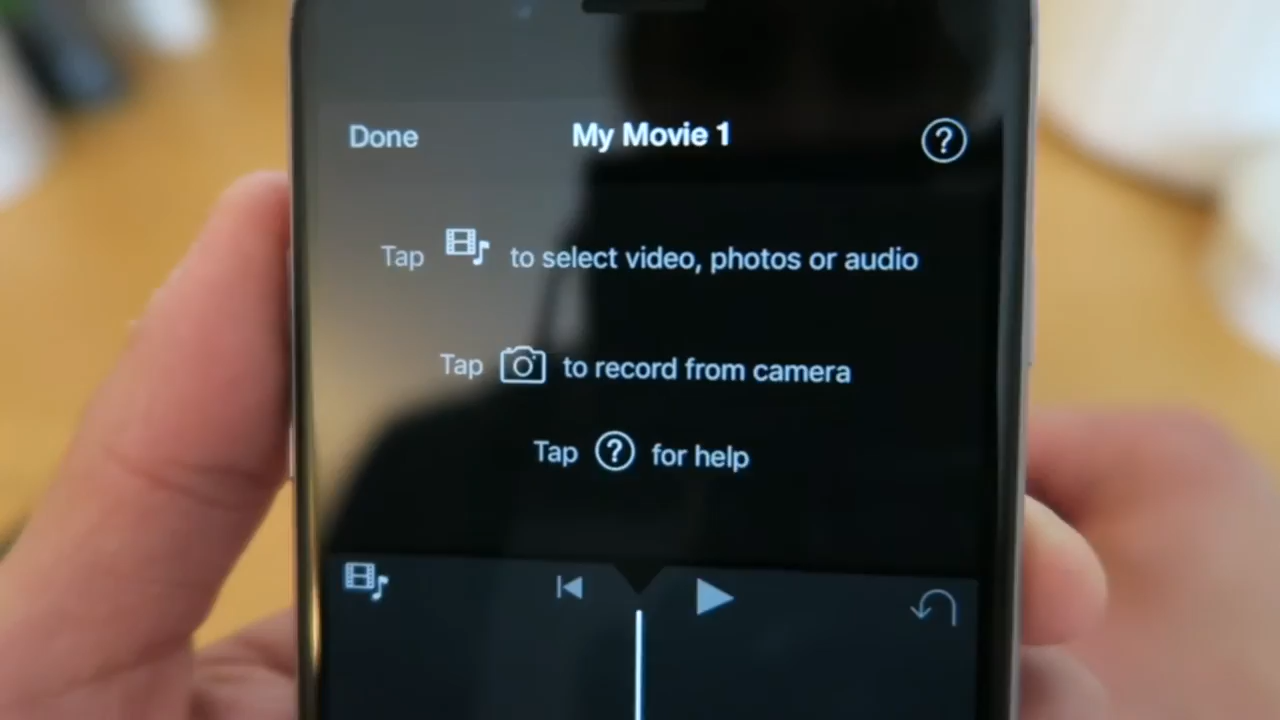 Done My Movie 1 ?
Tap to select video, photos or audio
Tap to record from camera
Tap ? for help